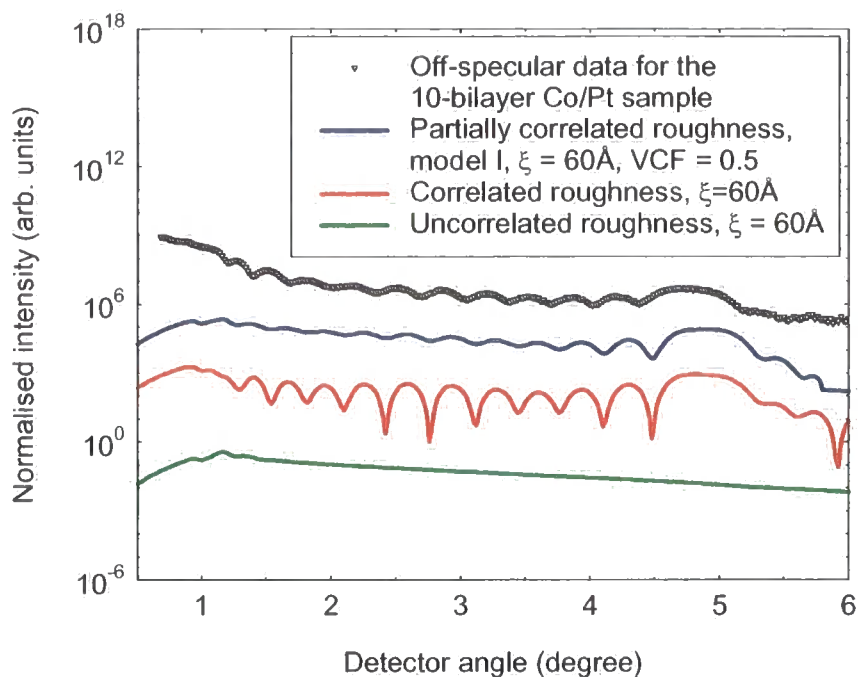 10^18
10^12
10^6
10^0
10^-6
Normalised intensity (arb. units)
Off-specular data for the
10-bilayer Co/Pt sample
Partially correlated roughness,
model I, ξ = 60Å, VCF = 0.5
Correlated roughness, ξ=60Å
Uncorrelated roughness, ξ = 60Å
1 2 3 4 5 6
Detector angle (degree)